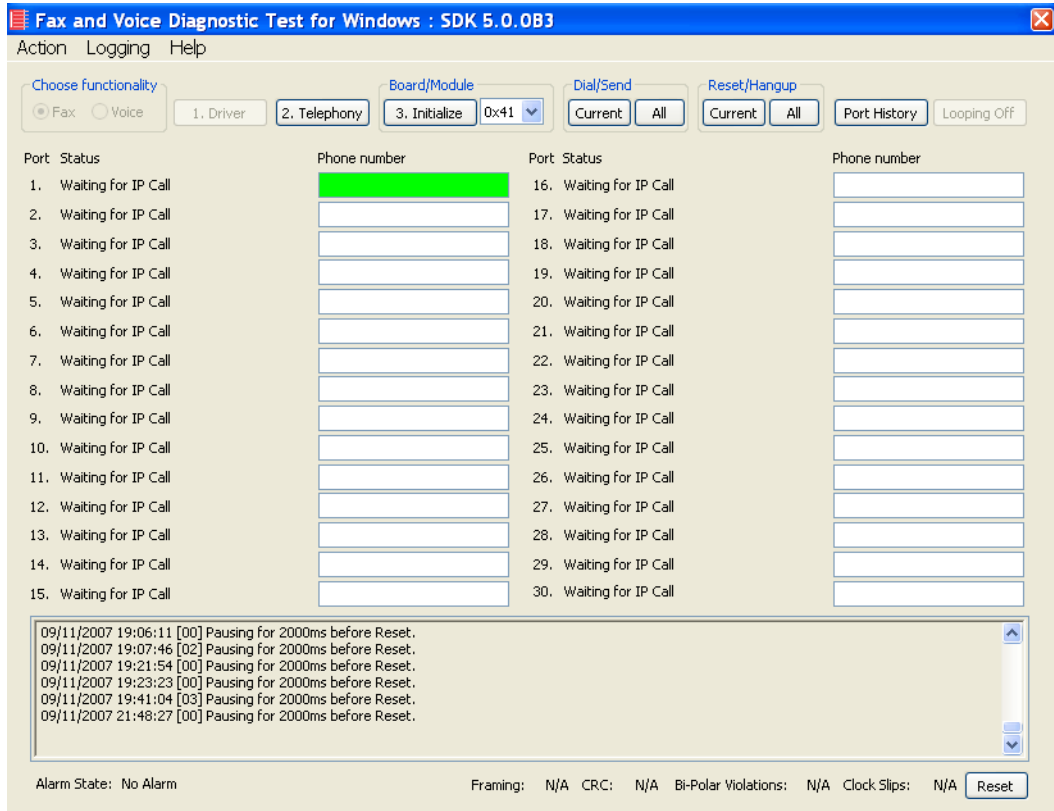 Fax and Voice Diagnostic Test for Windows : SDK 5.0.0B3
Action Logging Help
Choose functionality Board/Module Dial/Send Reset/Hangup
Fax Voice 1. Driver 2. Telephony 3. Initialize 0x41 Current All Current All Port History Looping Off
Port Status Phone number Port Status Phone number
1. Waiting for IP Call 16. Waiting for IP Call
2. Waiting for IP Call 17. Waiting for IP Call
3. Waiting for IP Call 18. Waiting for IP Call
4. Waiting for IP Call 19. Waiting for IP Call
5. Waiting for IP Call 20. Waiting for IP Call
6. Waiting for IP Call 21. Waiting for IP Call
7. Waiting for IP Call 22. Waiting for IP Call
8. Waiting for IP Call 23. Waiting for IP Call
9. Waiting for IP Call 24. Waiting for IP Call
10. Waiting for IP Call 25. Waiting for IP Call
11. Waiting for IP Call 26. Waiting for IP Call
12. Waiting for IP Call 27. Waiting for IP Call
13. Waiting for IP Call 28. Waiting for IP Call
14. Waiting for IP Call 29. Waiting for IP Call
15. Waiting for IP Call 30. Waiting for IP Call
09/11/2007 19:06:11 [00] Pausing for 2000ms before Reset.
09/11/2007 19:07:46 [02] Pausing for 2000ms before Reset.
09/11/2007 19:21:54 [00] Pausing for 2000ms before Reset.
09/11/2007 19:23:23 [00] Pausing for 2000ms before Reset.
09/11/2007 19:41:04 [03] Pausing for 2000ms before Reset.
09/11/2007 21:48:27 [00] Pausing for 2000ms before Reset.
Alarm State: No Alarm Framing: N/A CRC: N/A Bi-Polar Violations: N/A Clock Slips: N/A Reset